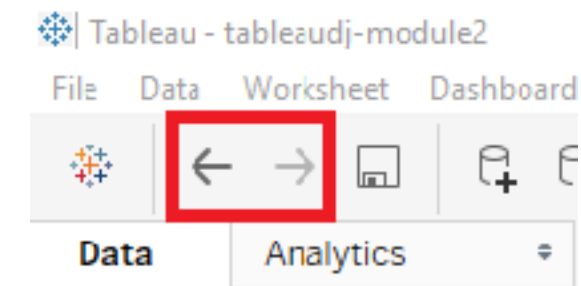 Tableau - tableaudj-module2
File Data Worksheet Dashboard
Data Analytics